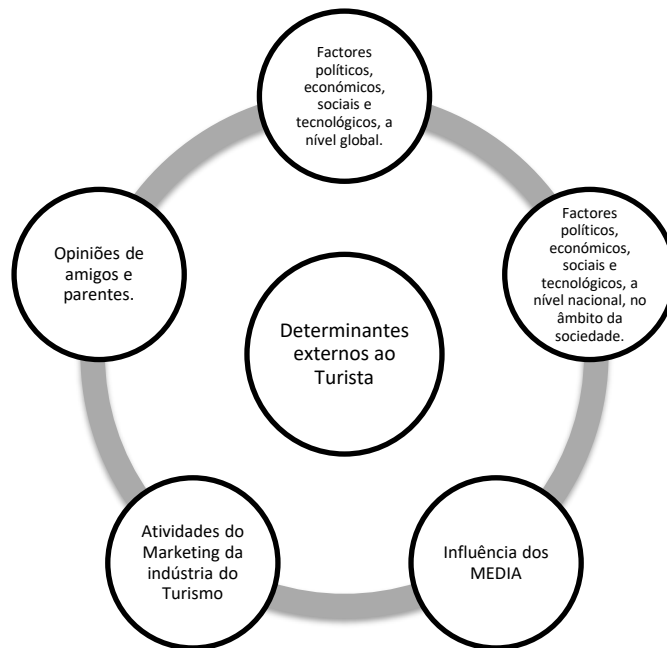 Factores
políticos,
económicos,
sociais e
tecnológicos, a
nível global.
Factores
políticos,
económicos,
sociais e
tecnológicos, a
nível nacional, no
âmbito da
sociedade.
Influência dos
MEDIA
Atividades do
Marketing da
indústria do
Turismo
Opiniões de
amigos e
parentes.
Determinantes
externos ao
Turista